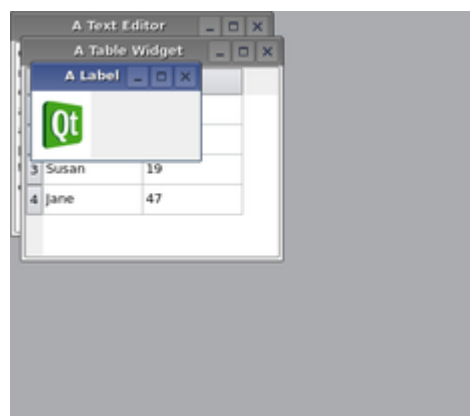 A Text Editor
A Table Widget
A Label
Qt
3 Susan 19
4 Jane 47